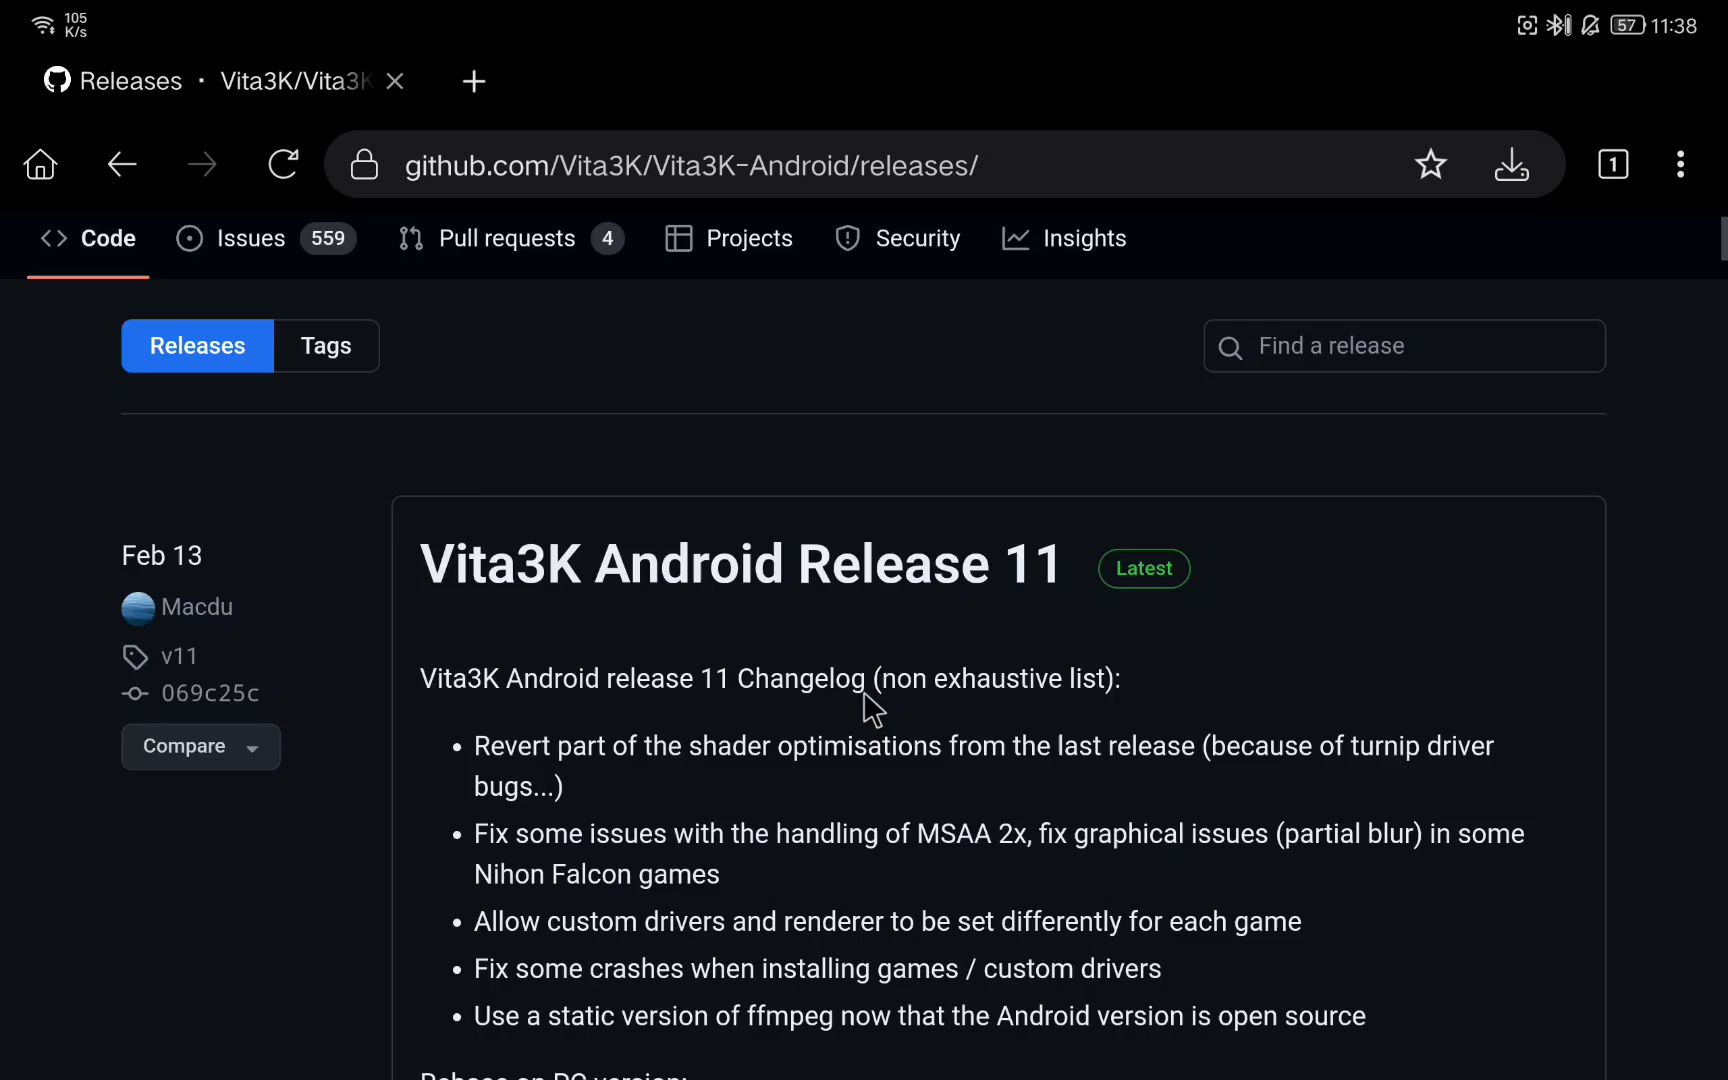 105
K/s
57 11:38
Releases · Vita3K/Vita3K
github.com/Vita3K/Vita3K-Android/releases/
1
Code Issues 559 Pull requests 4 Projects Security Insights
Releases Tags
Find a release
Feb 13
Macdu
v11
069c25c
Compare
Vita3K Android Release 11 Latest
Vita3K Android release 11 Changelog (non exhaustive list):
• Revert part of the shader optimisations from the last release (because of turnip driver
bugs...)
• Fix some issues with the handling of MSAA 2x, fix graphical issues (partial blur) in some
Nihon Falcon games
• Allow custom drivers and renderer to be set differently for each game
• Fix some crashes when installing games / custom drivers
• Use a static version of ffmpeg now that the Android version is open source
Rebase on PC version: